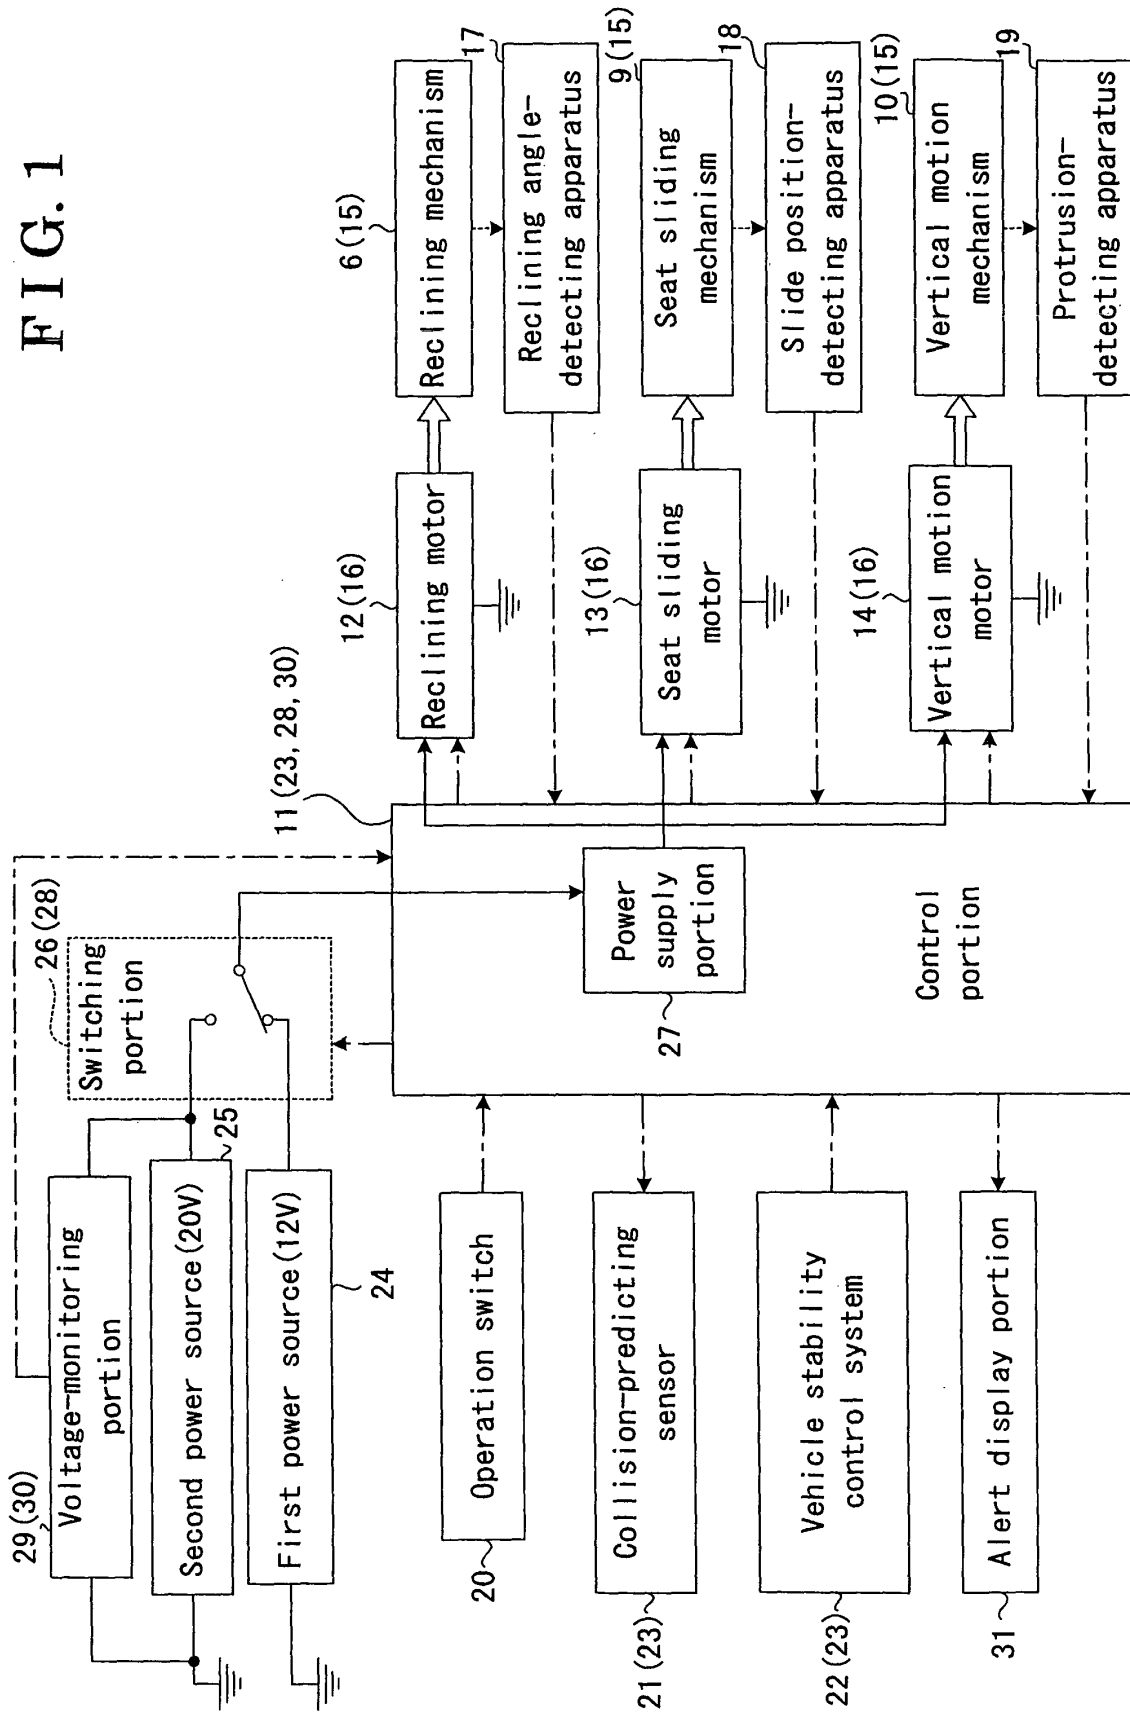 FIG. 1
29 (30)
Voltage-monitoring
portion
Second power source (20V)
25
First power source (12V)
24
26 (28)
Switching
portion
11 (23, 28, 30)
Power
supply
portion
27
Control
portion
Operation switch
20
Collision-predicting
sensor
21 (23)
Vehicle stability
control system
22 (23)
Alert display portion
31
12 (16)
Reclining motor
6 (15)
Reclining mechanism
17
Reclining angle-
detecting apparatus
13 (16)
Seat sliding
motor
9 (15)
Seat sliding
mechanism
18
Slide position-
detecting apparatus
14 (16)
Vertical motion
motor
10 (15)
Vertical motion
mechanism
19
Protrusion-
detecting apparatus